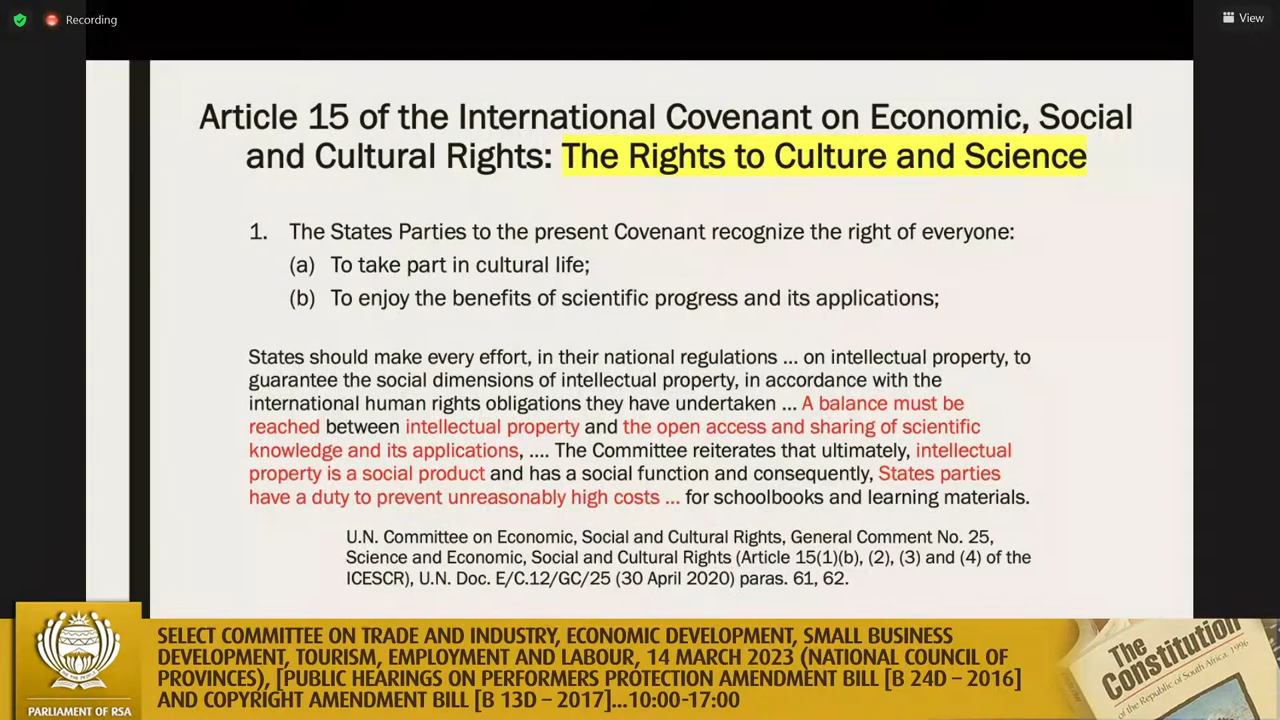 Recording
View
Article 15 of the International Covenant on Economic, Social
and Cultural Rights: The Rights to Culture and Science
1. The States Parties to the present Covenant recognize the right of everyone:
(a) To take part in cultural life;
(b) To enjoy the benefits of scientific progress and its applications;
States should make every effort, in their national regulations ... on intellectual property, to
guarantee the social dimensions of intellectual property, in accordance with the
international human rights obligations they have undertaken ... A balance must be
reached between intellectual property and the open access and sharing of scientific
knowledge and its applications, .... The Committee reiterates that ultimately, intellectual
property is a social product and has a social function and consequently, States parties
have a duty to prevent unreasonably high costs ... for schoolbooks and learning materials.
U.N. Committee on Economic, Social and Cultural Rights, General Comment No. 25,
Science and Economic, Social and Cultural Rights (Article 15(1)(b), (2), (3) and (4) of the
ICESCR), U.N. Doc. E/C.12/GC/25 (30 April 2020) paras. 61, 62.
SELECT COMMITTEE ON TRADE AND INDUSTRY, ECONOMIC DEVELOPMENT, SMALL BUSINESS
DEVELOPMENT, TOURISM, EMPLOYMENT AND LABOUR, 14 MARCH 2023 (NATIONAL COUNCIL OF
PROVINCES), [PUBLIC HEARINGS ON PERFORMERS PROTECTION AMENDMENT BILL [B 24D – 2016]
AND COPYRIGHT AMENDMENT BILL [B 13D – 2017]...10:00-17:00
PARLIAMENT OF RSA
The
Constitution
of the Republic of South Africa, 1996